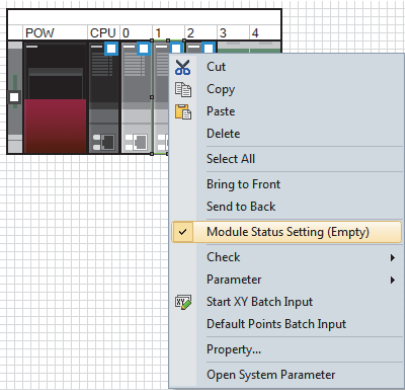 POW CPU 0 1 2 3 4
Cut
Copy
Paste
Delete
Select All
Bring to Front
Send to Back
Module Status Setting (Empty)
Check
Parameter
Start XY Batch Input
Default Points Batch Input
Property...
Open System Parameter